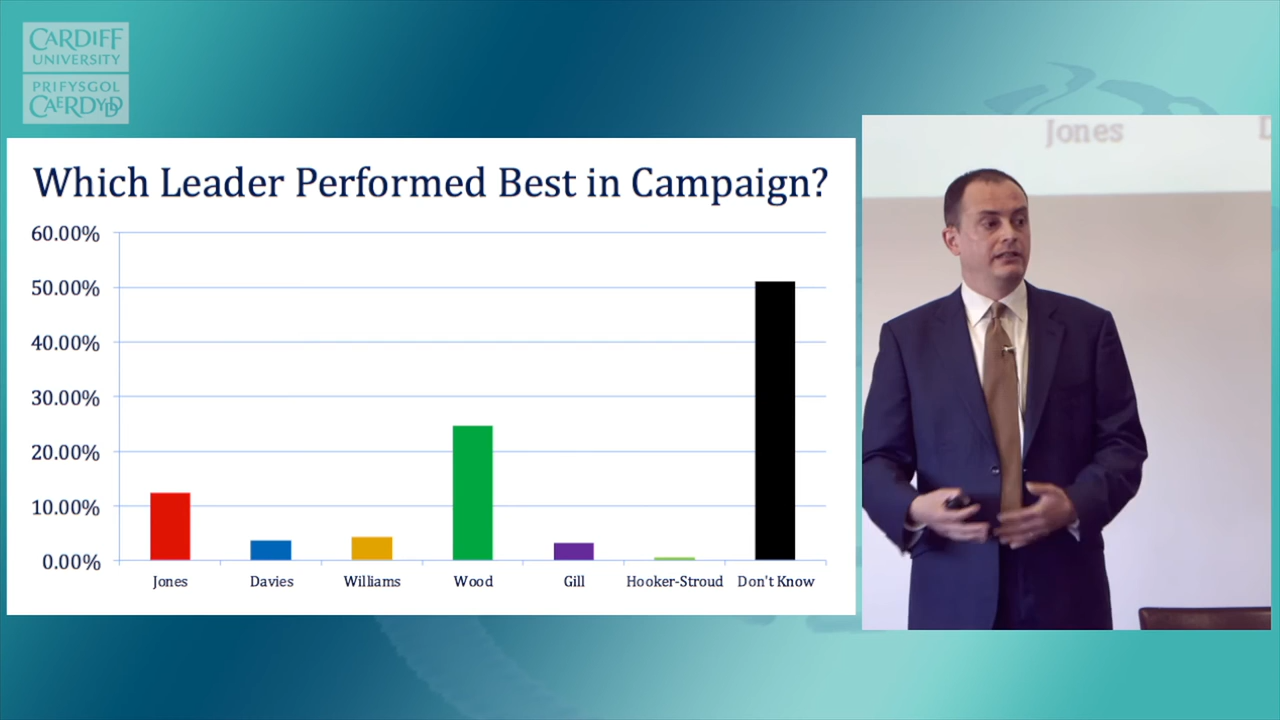 CARDIFF
UNIVERSITY
PRIFYSGOL
CAERDYDD
Which Leader Performed Best in Campaign?
60.00%
50.00%
40.00%
30.00%
20.00%
10.00%
0.00%
Jones
Davies
Williams
Wood
Gill
Hooker-Stroud
Don't Know
Jones
D